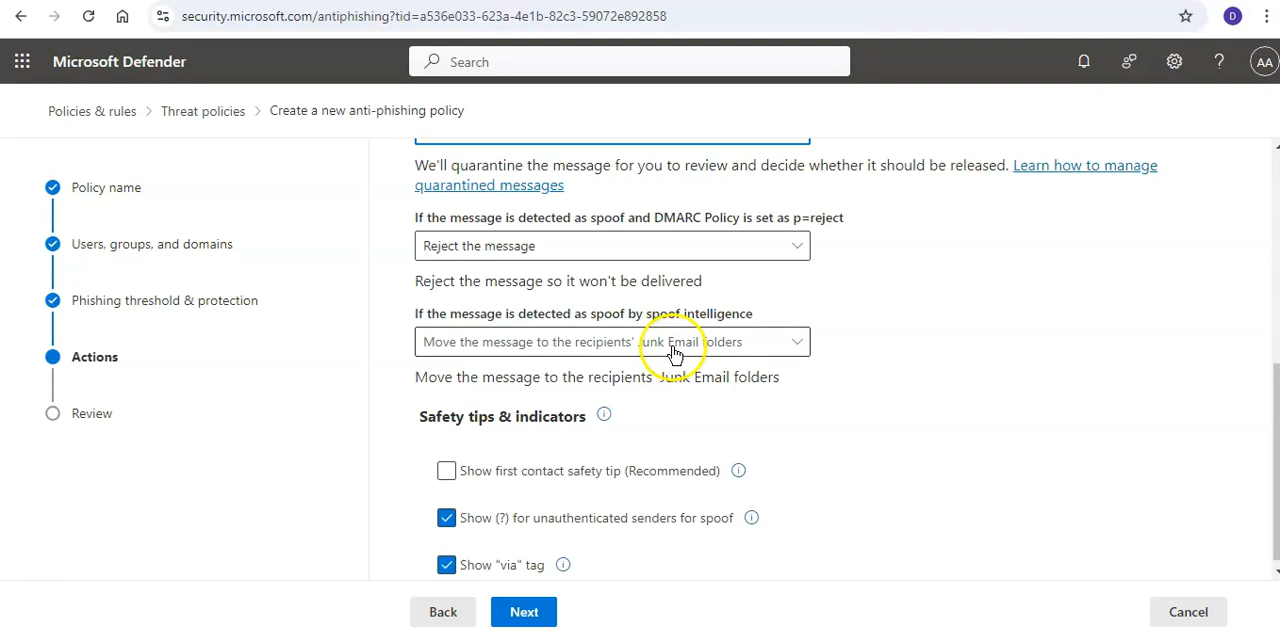 security.microsoft.com/antiphishing?tid=a536e033-623a-4e1b-82c3-59072e892858
D
Microsoft Defender
Search
?
AA
Policies & rules > Threat policies > Create a new anti-phishing policy
Policy name
Users, groups, and domains
Phishing threshold & protection
Actions
Review
We'll quarantine the message for you to review and decide whether it should be released. Learn how to manage
quarantined messages
If the message is detected as spoof and DMARC Policy is set as p=reject
Reject the message
Reject the message so it won't be delivered
If the message is detected as spoof by spoof intelligence
Move the message to the recipients' Junk Email folders
Move the message to the recipients' Junk Email folders
Safety tips & indicators
Show first contact safety tip (Recommended)
Show (?) for unauthenticated senders for spoof
Show "via" tag
Back
Next
Cancel